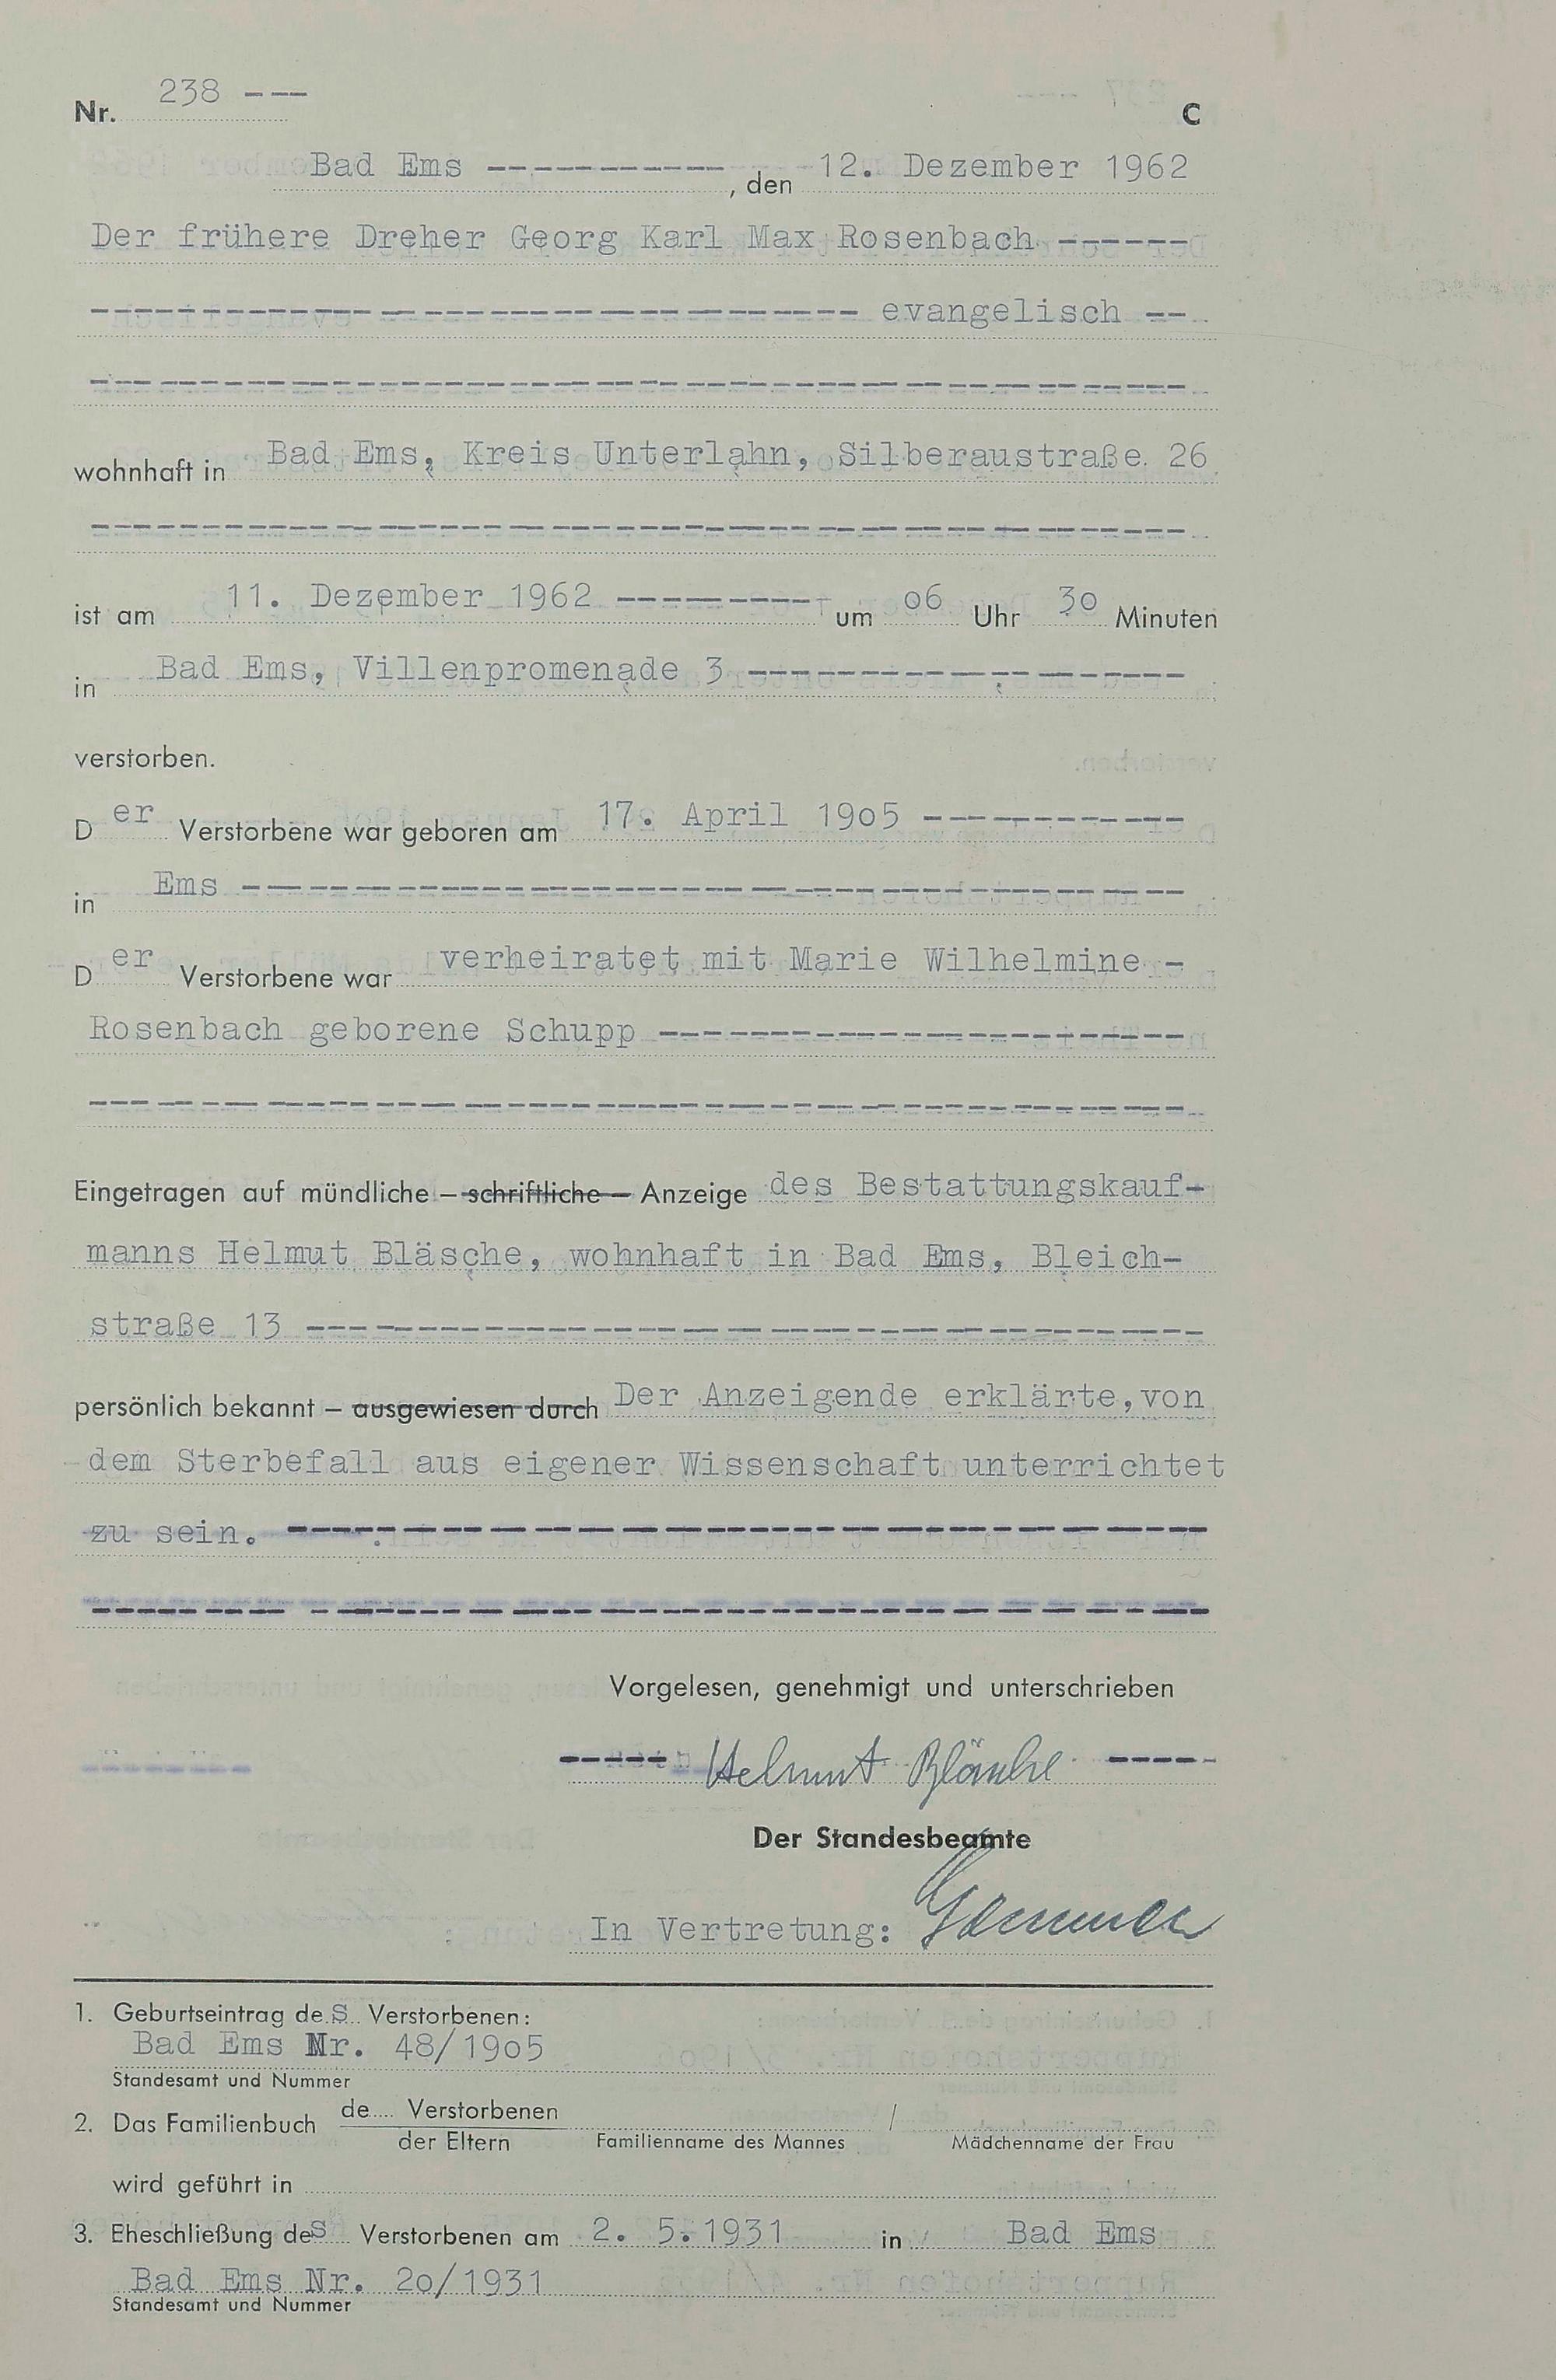 Nr. 238 ---
C
Bad Ems -----------, den 12. Dezember 1962
Der frühere Dreher Georg Karl Max Rosenbach ------
----------------------------------- evangelisch --
--------------------------------------------------
wohnhaft in Bad Ems, Kreis Unterlahn, Silberaustraße 26
--------------------------------------------------
ist am 11. Dezember 1962 ---------- um o6 Uhr 3o Minuten
in Bad Ems, Villenpromenade 3 --------------------
verstorben.
D er Verstorbene war geboren am 17. April 19o5 ------------
in Ems -------------------------------------------
D er Verstorbene war verheiratet mit Marie Wilhelmine -
Rosenbach geborene Schupp ------------------------
--------------------------------------------------
Eingetragen auf mündliche – schriftliche – Anzeige des Bestattungskauf-
manns Helmut Bläsche, wohnhaft in Bad Ems, Bleich-
straße 13 -----------------------------------------
persönlich bekannt – ausgewiesen durch Der Anzeigende erklärte, von
dem Sterbefall aus eigener Wissenschaft unterrichtet
zu sein. ------------------------------------------
--------------------------------------------------
Vorgelesen, genehmigt und unterschrieben
----- Helmut Bläsche -----
Der Standesbeamte
In Vertretung:
1. Geburtseintrag des Verstorbenen:
Bad Ems Nr. 48/19o5
Standesamt und Nummer
2. Das Familienbuch de.... Verstorbenen /
der Eltern Familienname des Mannes Mädchenname der Frau
wird geführt in
3. Eheschließung des Verstorbenen am 2. 5. 1931 in Bad Ems
Bad Ems Nr. 2o/1931
Standesamt und Nummer